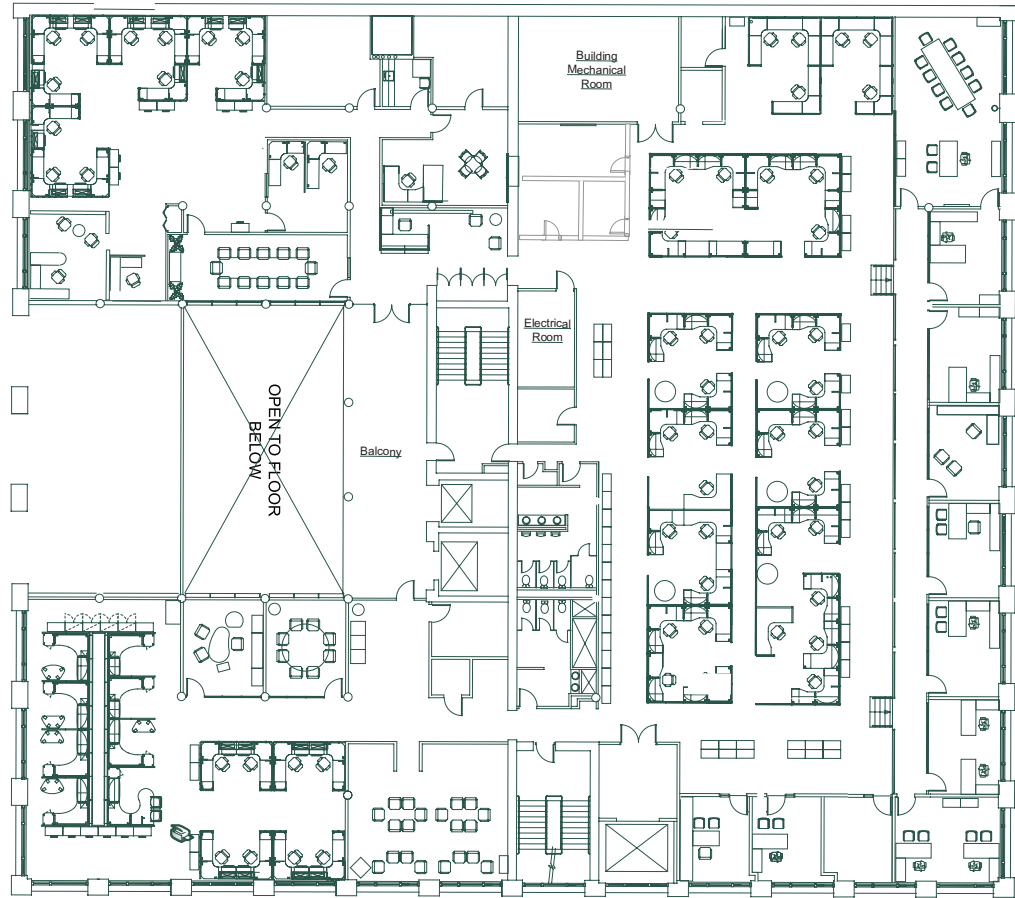 Building
Mechanical
Room
Electrical
Room
OPEN TO FLOOR
BELOW
Balcony